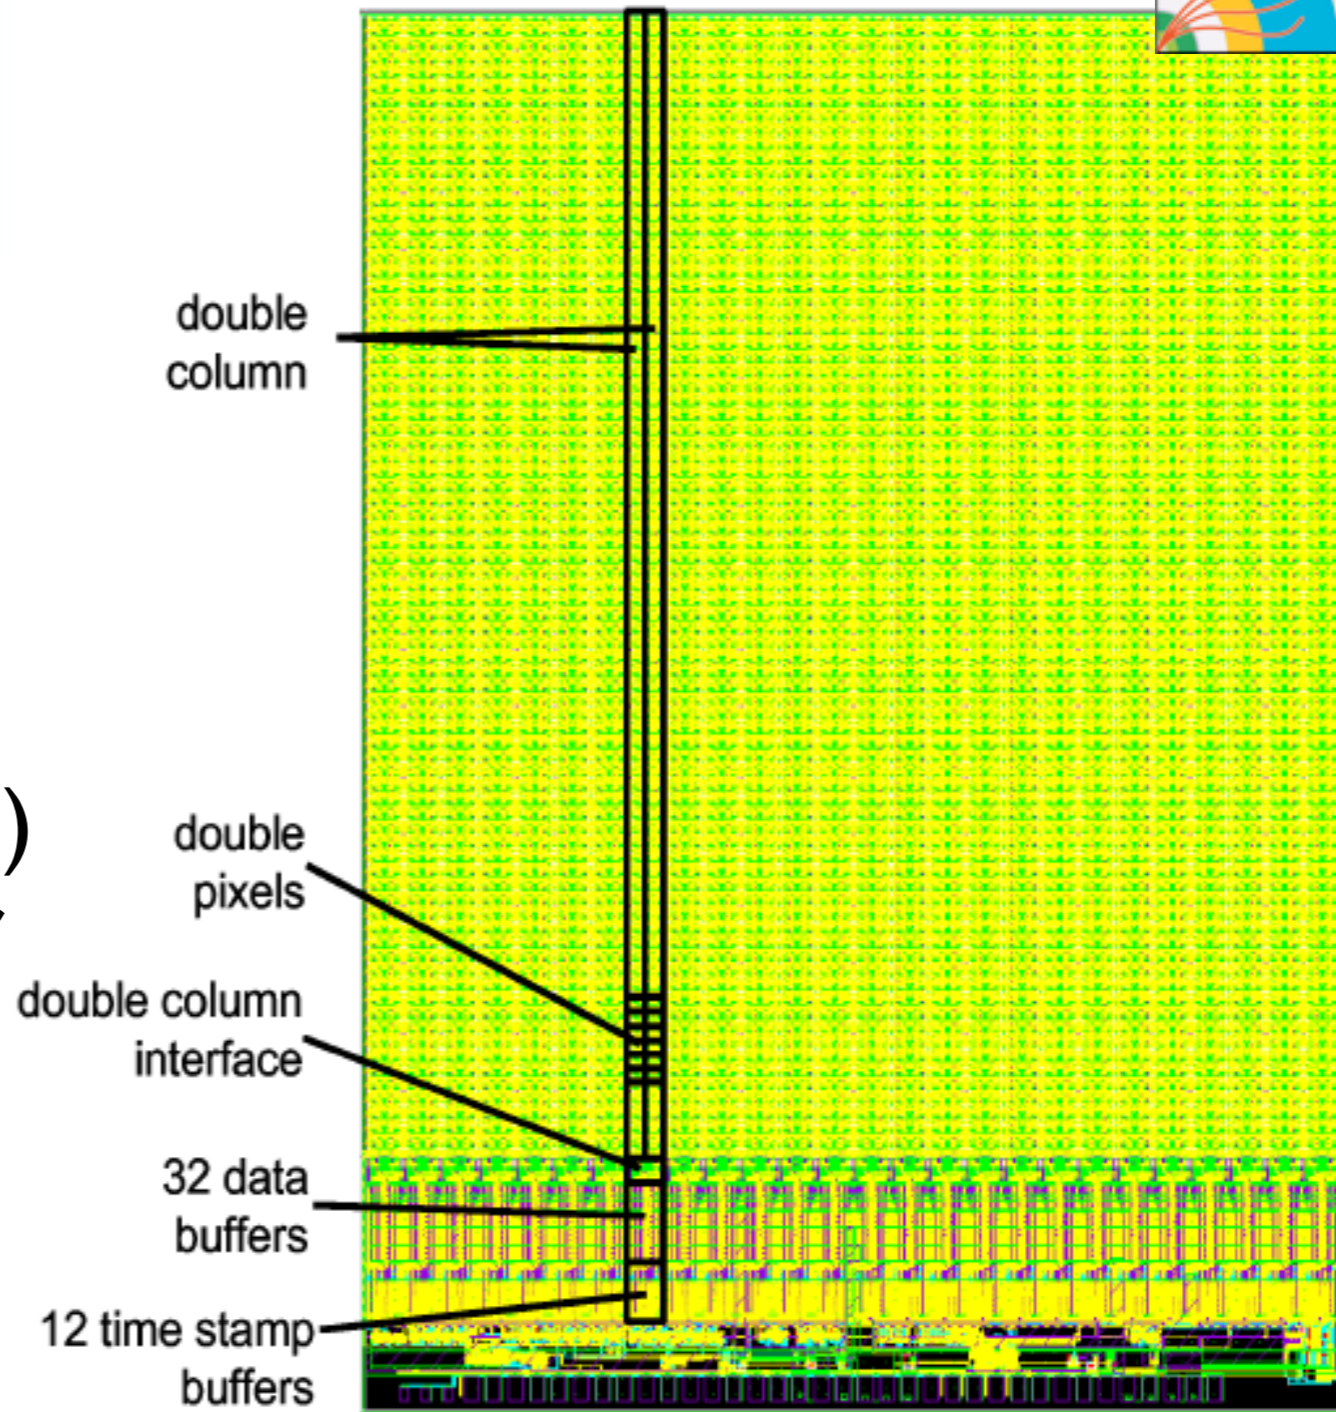 double
column
)
double
pixels
double column
interface
32 data
buffers
12 time stamp
buffers